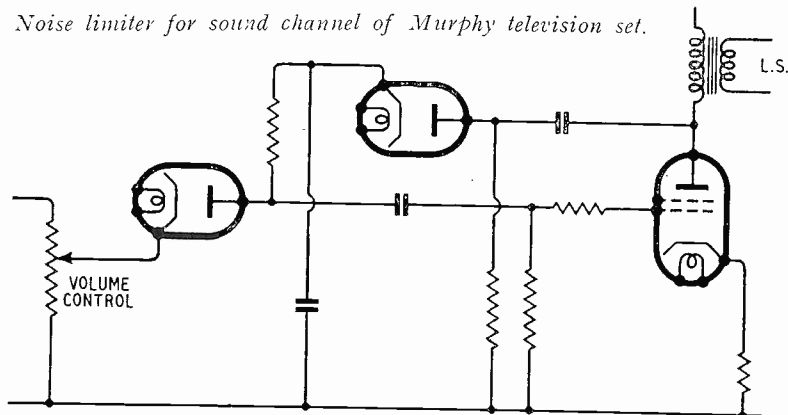 Noise limiter for sound channel of Murphy television set.
L.S.
VOLUME
CONTROL